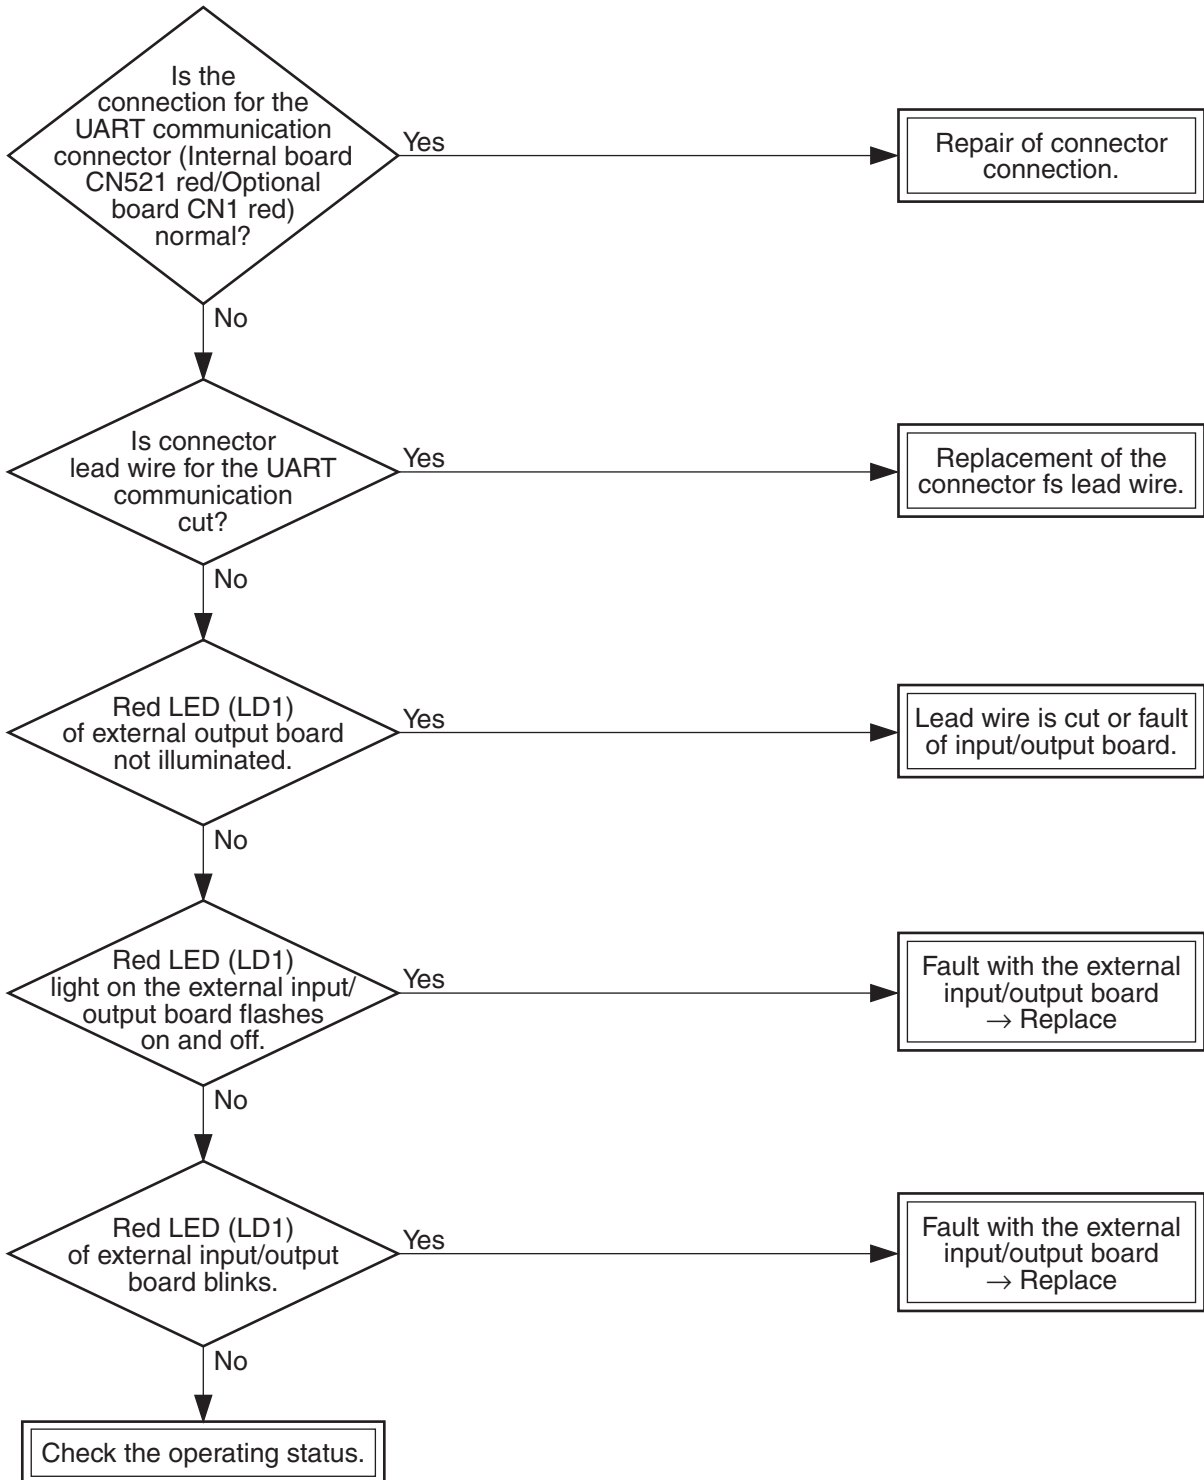 Is the
connection for the
UART communication
connector (Internal board
CN521 red/Optional
board CN1 red)
normal?
Yes
Repair of connector
connection.
No
Is connector
lead wire for the UART
communication
cut?
Yes
Replacement of the
connector fs lead wire.
No
Red LED (LD1)
of external output board
not illuminated.
Yes
Lead wire is cut or fault
of input/output board.
No
Red LED (LD1)
light on the external input/
output board flashes
on and off.
Yes
Fault with the external
input/output board
→ Replace
No
Red LED (LD1)
of external input/output
board blinks.
Yes
Fault with the external
input/output board
→ Replace
No
Check the operating status.